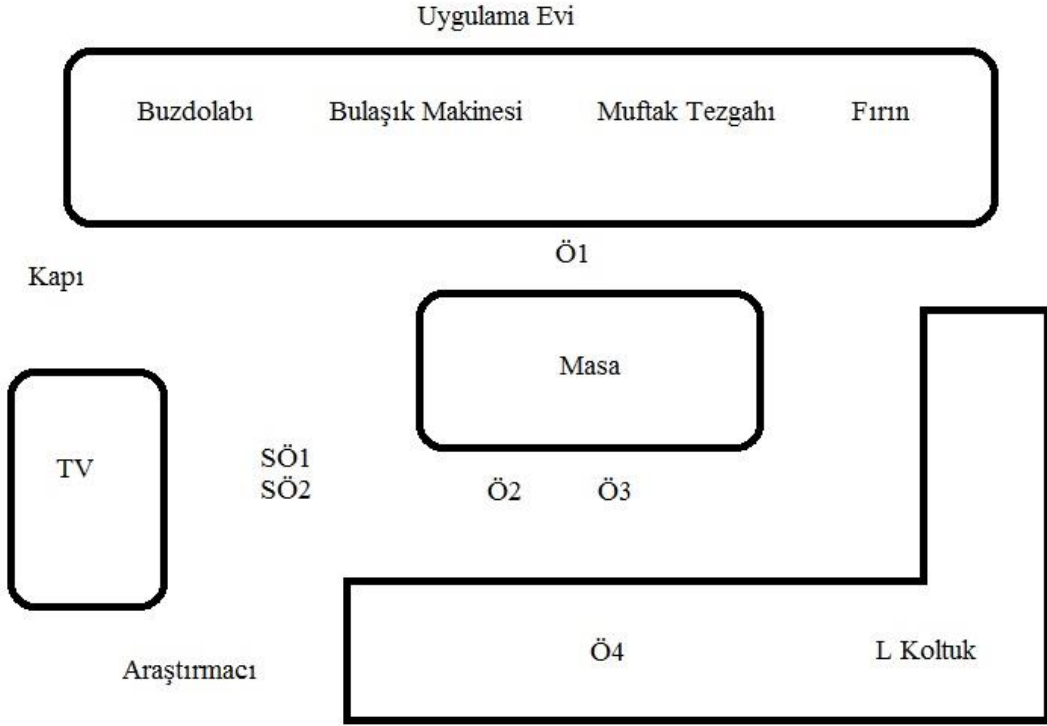 Uygulama Evi
Buzdolabı Bulaşık Makinesi Muftak Tezgahı Fırın
Ö1
Kapı
Masa
TV
SÖ1
SÖ2
Ö2 Ö3
Ö4 L Koltuk
Araştırmacı